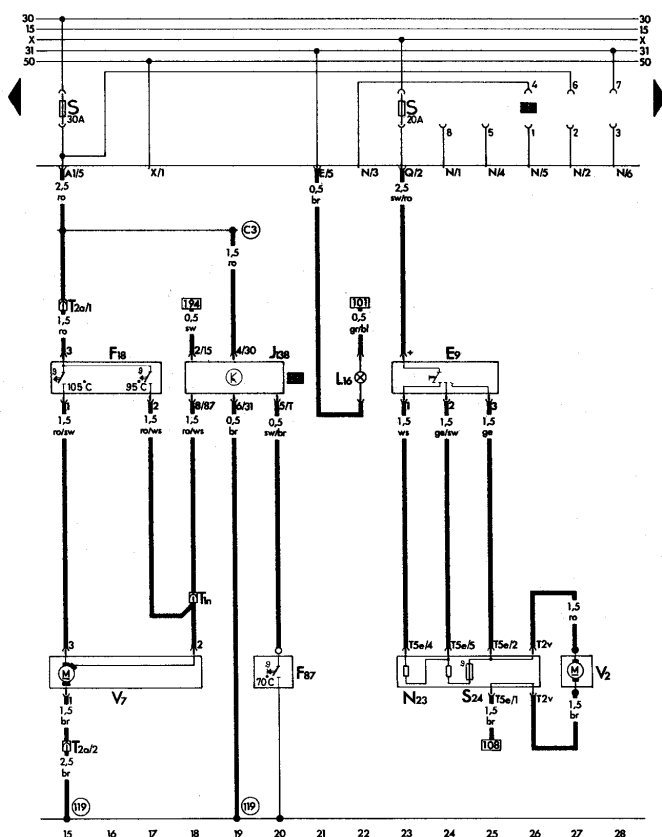 30 30
15 15
X X
31 31
50 50
S 30A
S 20A
4 6 7
8 5 1 2 3
A1/5 X/1 E/5 N/3 Q/2 N/1 N/4 N/5 N/2 N/6
2,5 ro
0,5 br
2,5 sw/ro
C3
1,5 ro
T2a/1
1,5 ro
194
0,5 sw
101
0,5 gr/bl
3 F18
2/15 4/30 J138
L16
+ E9
105°C 95°C
K
1 2 8/87 6/31 5/T
1 2 3
1,5 ro/sw
1,5 ro/ws
1,5 ro/ws
0,5 br
0,5 sw/br
1,5 ws
1,5 ge/sw
1,5 ge
T1n
1,5 ro
3 2
T5e/4 T5e/5 T5e/2 T2v
M
70°C F87
M V2
V7
N23 S24
1
T5e/1 T2v
1,5 br
1,5 br
1,5 br
T2a/2
108
2,5 br
119 119
15 16 17 18 19 20 21 22 23 24 25 26 27 28